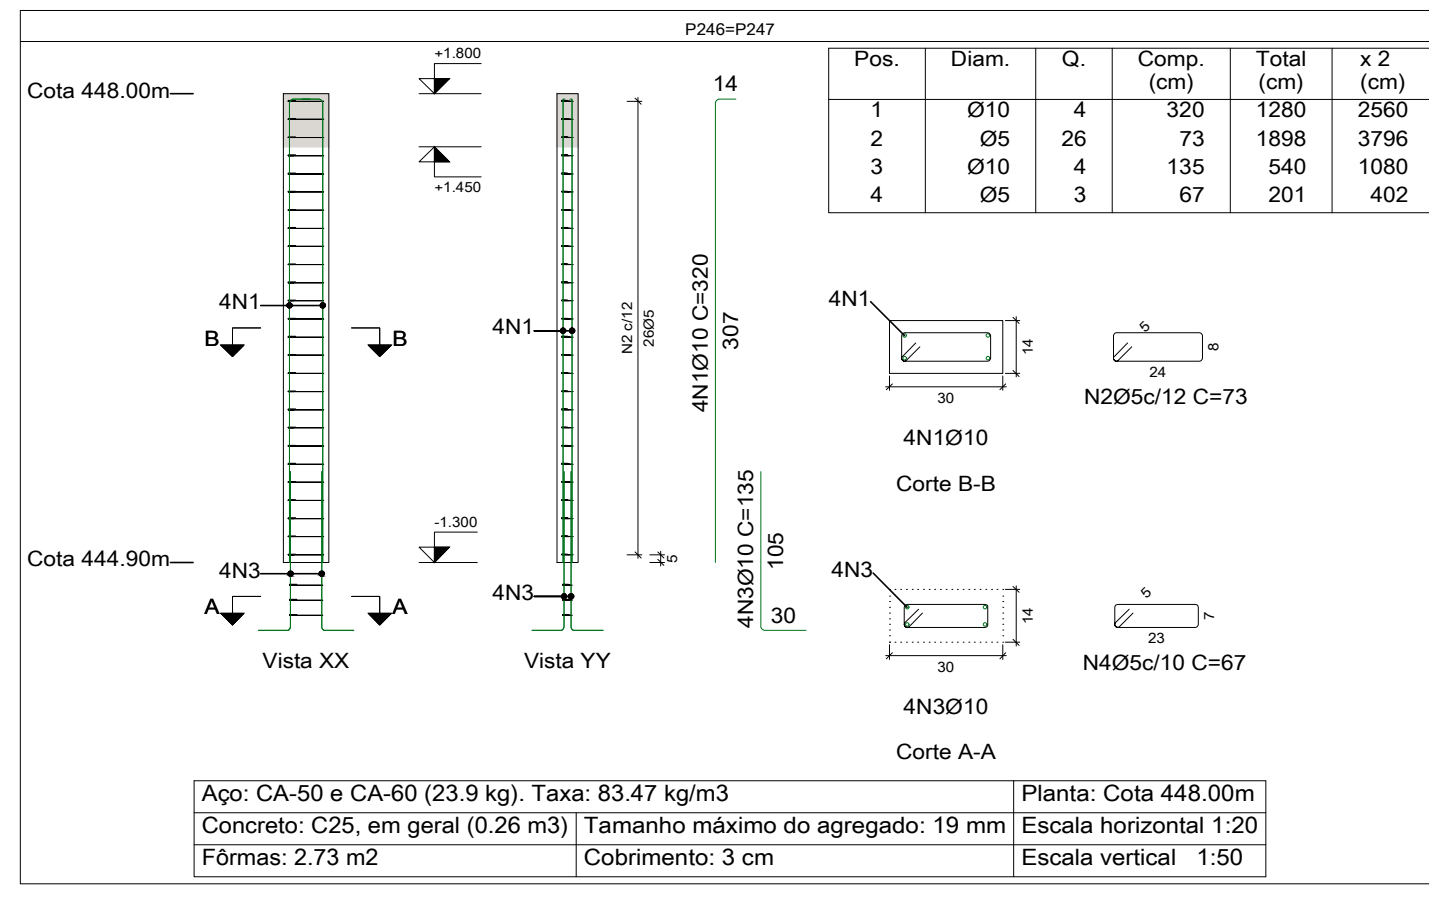 P246=P247
Cota 448.00m
+1.800
+1.450
4N1
B
B
-1.300
Cota 444.90m
4N3
A
A
Vista XX
4N1
4N3
Vista YY
N2 c/12
26Ø5
5
14
4N1Ø10 C=320
307
4N3Ø10 C=135
105
30
Pos. Diam. Q. Comp. (cm) Total (cm) x 2 (cm)
1 Ø10 4 320 1280 2560
2 Ø5 26 73 1898 3796
3 Ø10 4 135 540 1080
4 Ø5 3 67 201 402
4N1
14
30
4N1Ø10
Corte B-B
5
8
24
N2Ø5c/12 C=73
4N3
14
30
4N3Ø10
Corte A-A
5
7
23
N4Ø5c/10 C=67
Aço: CA-50 e CA-60 (23.9 kg). Taxa: 83.47 kg/m3
Planta: Cota 448.00m
Concreto: C25, em geral (0.26 m3)
Tamanho máximo do agregado: 19 mm
Escala horizontal 1:20
Fôrmas: 2.73 m2
Cobrimento: 3 cm
Escala vertical 1:50